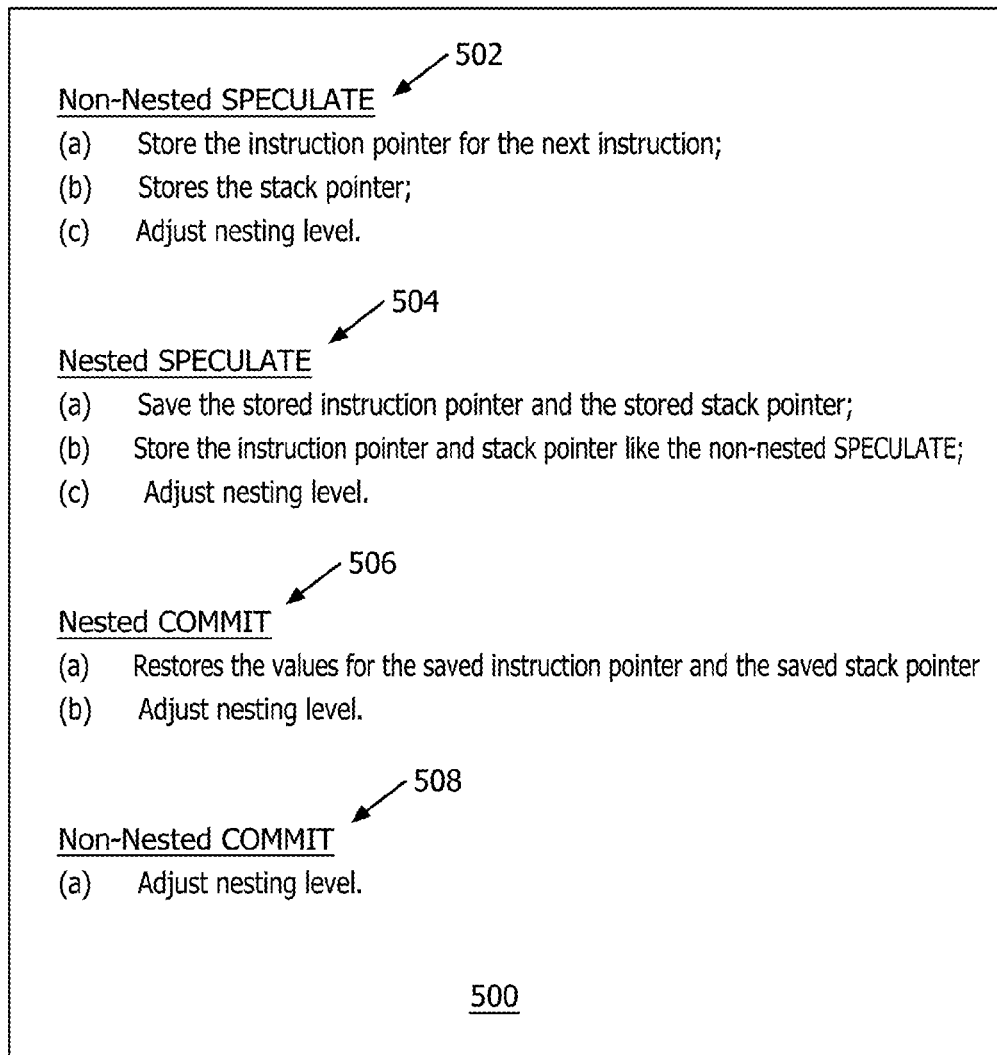 502
Non-Nested SPECULATE
(a) Store the instruction pointer for the next instruction;
(b) Stores the stack pointer;
(c) Adjust nesting level.
504
Nested SPECULATE
(a) Save the stored instruction pointer and the stored stack pointer;
(b) Store the instruction pointer and stack pointer like the non-nested SPECULATE;
(c) Adjust nesting level.
506
Nested COMMIT
(a) Restores the values for the saved instruction pointer and the saved stack pointer
(b) Adjust nesting level.
508
Non-Nested COMMIT
(a) Adjust nesting level.
500